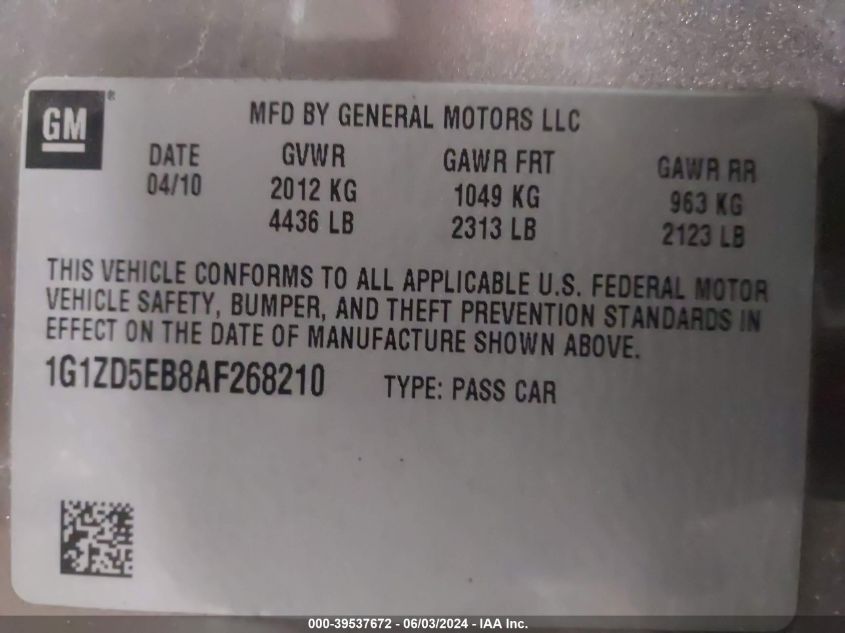 GM®
MFD BY GENERAL MOTORS LLC
DATE GVWR GAWR FRT GAWR RR
04/10 2012 KG 1049 KG 963 KG
4436 LB 2313 LB 2123 LB
THIS VEHICLE CONFORMS TO ALL APPLICABLE U.S. FEDERAL MOTOR
VEHICLE SAFETY, BUMPER, AND THEFT PREVENTION STANDARDS IN
EFFECT ON THE DATE OF MANUFACTURE SHOWN ABOVE.
1G1ZD5EB8AF268210 TYPE: PASS CAR
000-39537672 - 06/03/2024 - IAA Inc.